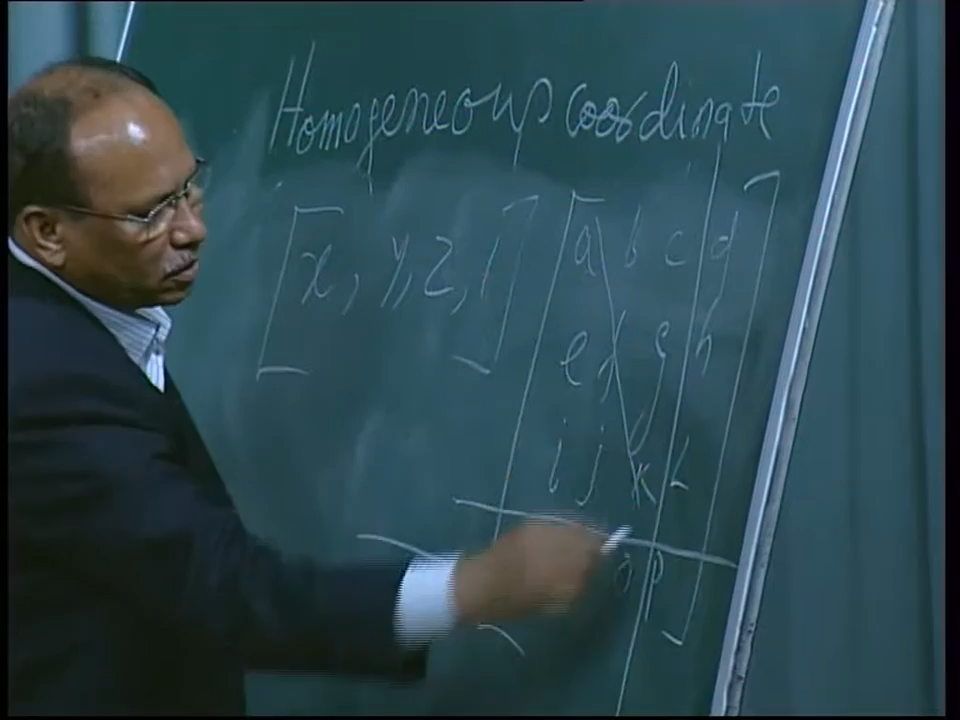 Homogeneous Coordinate
[x, y, z, 1] [a b c d
e f g h
i j k l
o p]